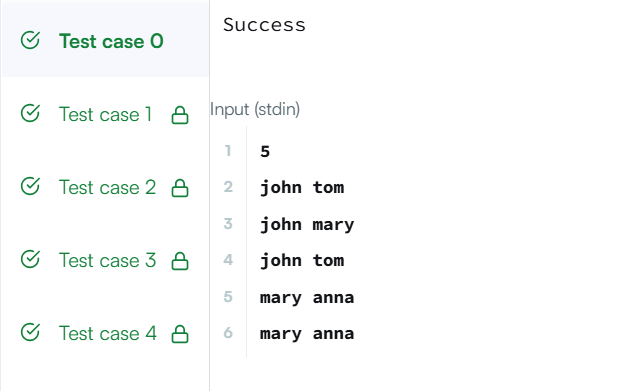 Test case 0
Test case 1
Test case 2
Test case 3
Test case 4
Success
Input (stdin)
1 5
2 john tom
3 john mary
4 john tom
5 mary anna
6 mary anna